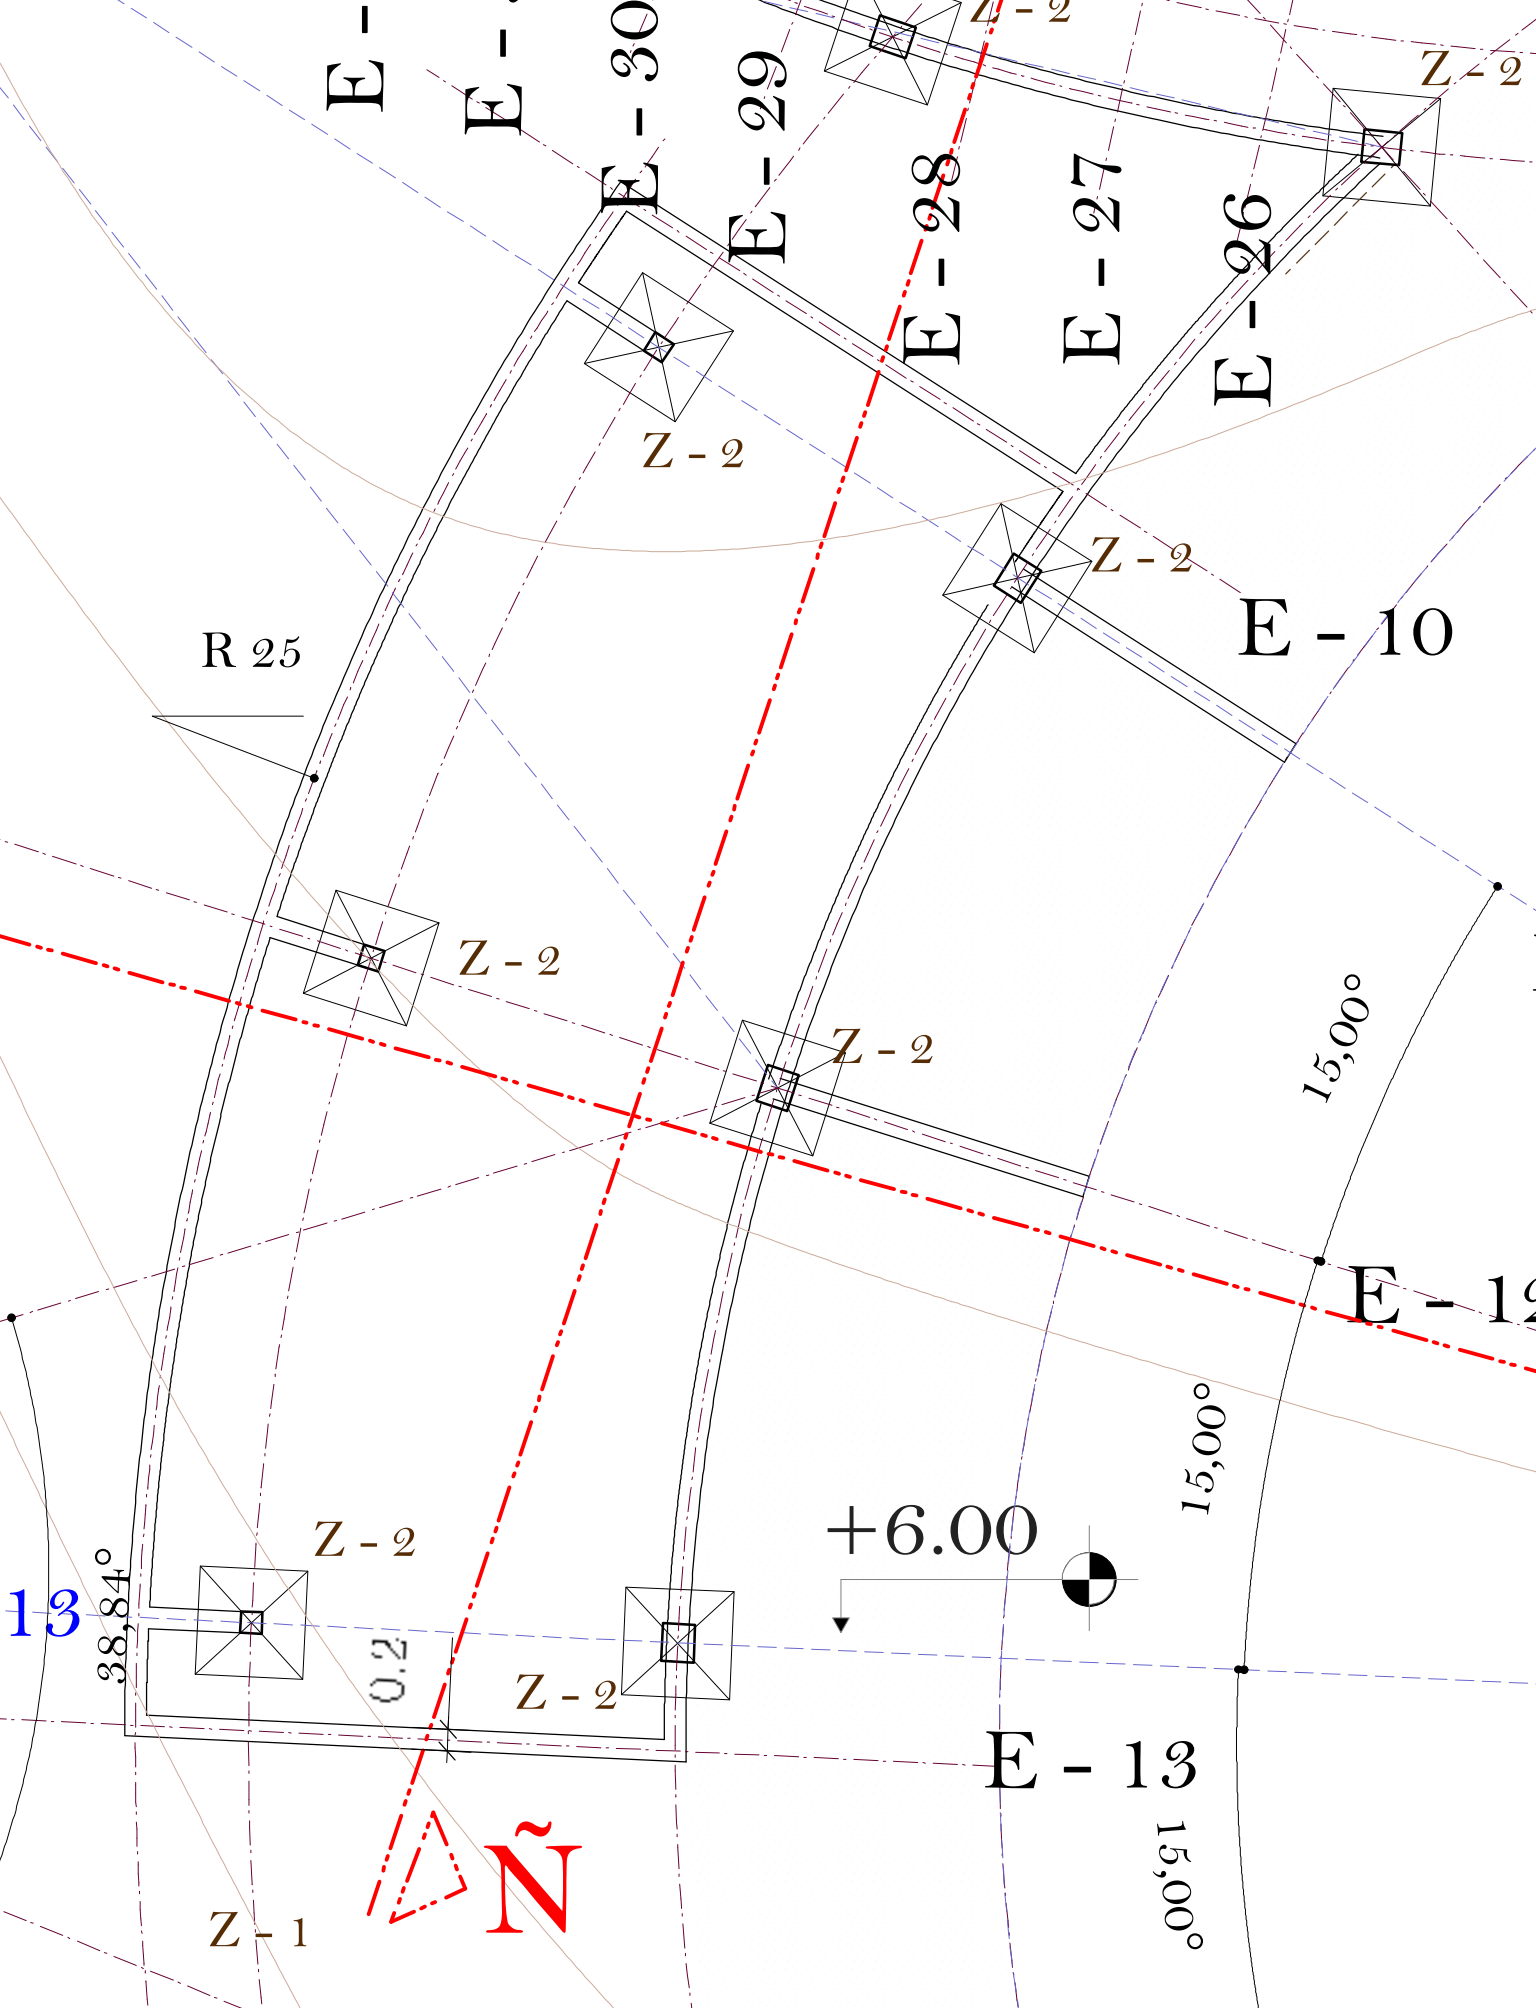 Z - 2
Z - 2
E -
E -
E - 30
E - 29
E - 28
E - 27
E - 26
Z - 2
Z - 2
E - 10
R 25
Z - 2
Z - 2
15,00°
E - 12
15,00°
+6.00
Z - 2
13
38,84°
0.2
Z - 2
E - 13
15,00°
Ñ
Z - 1